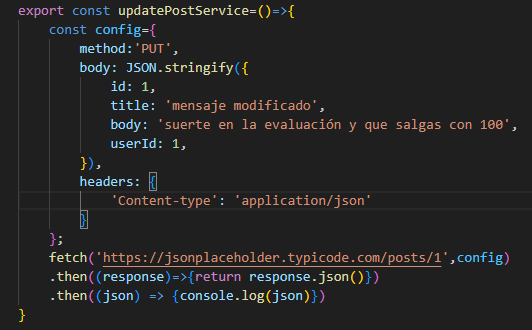 export const updatePostService=()=>{
    const config={
        method:'PUT',
        body: JSON.stringify({
            id: 1,
            title: 'mensaje modificado',
            body: 'suerte en la evaluación y que salgas con 100',
            userId: 1,
        }),
        headers: {
            'Content-type': 'application/json'
        }
    };
    fetch('https://jsonplaceholder.typicode.com/posts/1',config)
    .then((response)=>{return response.json()})
    .then((json) => {console.log(json)})
}